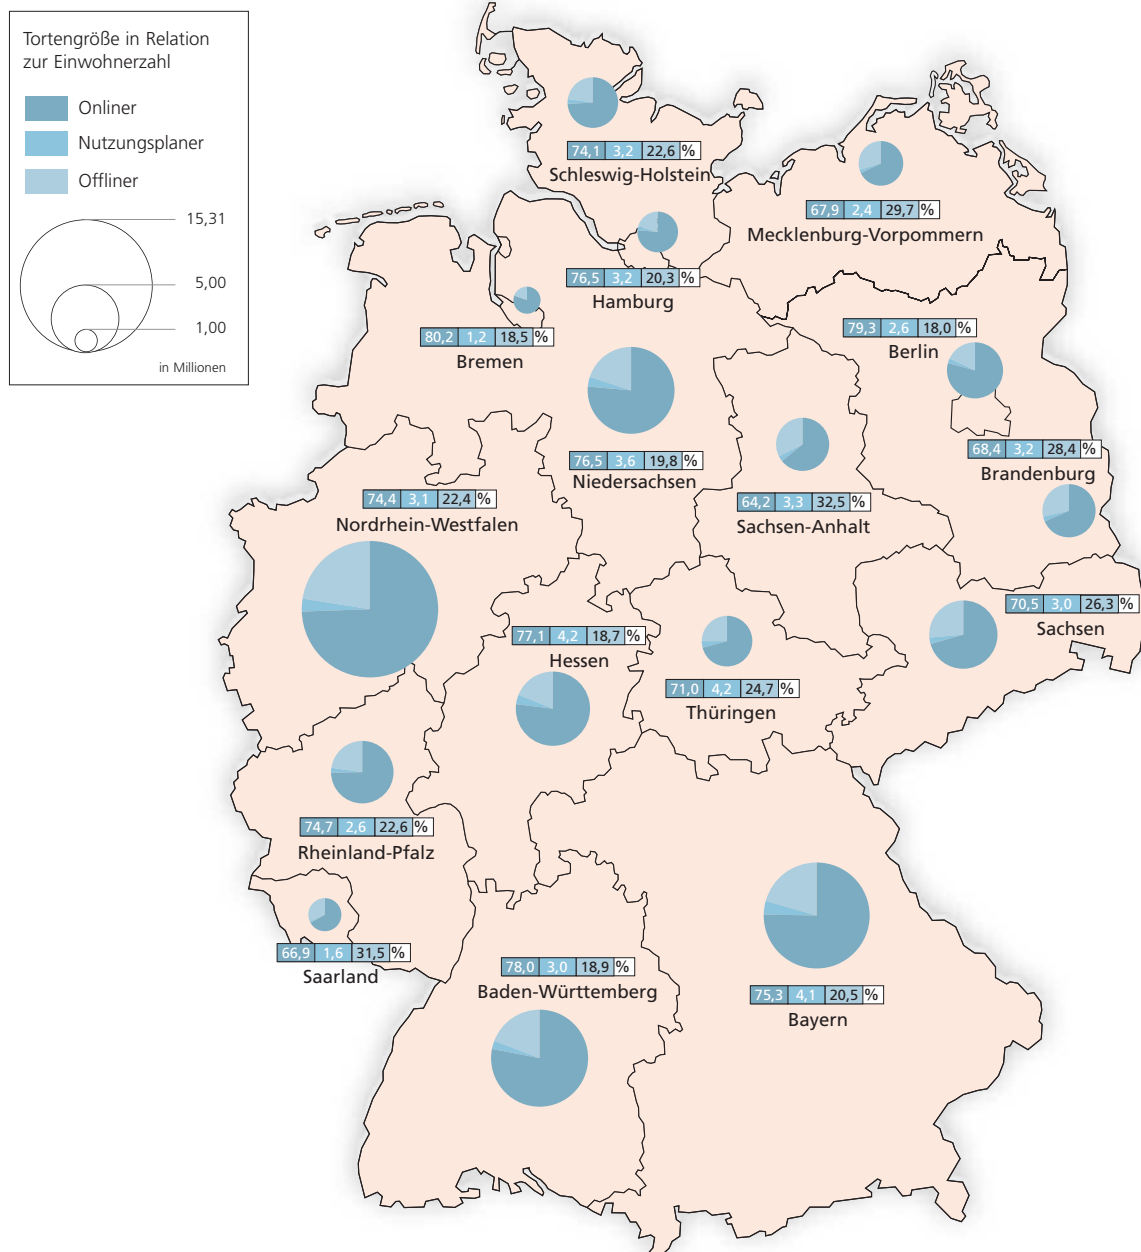 Tortengröße in Relation
zur Einwohnerzahl
Onliner
Nutzungsplaner
Offliner
15,31
5,00
1,00
in Millionen
74,1 3,2 22,6 %
Schleswig-Holstein
67,9 2,4 29,7 %
Mecklenburg-Vorpommern
76,5 3,2 20,3 %
Hamburg
80,2 1,2 18,5 %
Bremen
79,3 2,6 18,0 %
Berlin
68,4 3,2 28,4 %
Brandenburg
76,5 3,6 19,8 %
Niedersachsen
74,4 3,1 22,4 %
Nordrhein-Westfalen
64,2 3,3 32,5 %
Sachsen-Anhalt
70,5 3,0 26,3 %
Sachsen
77,1 4,2 18,7 %
Hessen
71,0 4,2 24,7 %
Thüringen
74,7 2,6 22,6 %
Rheinland-Pfalz
66,9 1,6 31,5 %
Saarland
78,0 3,0 18,9 %
Baden-Württemberg
75,3 4,1 20,5 %
Bayern